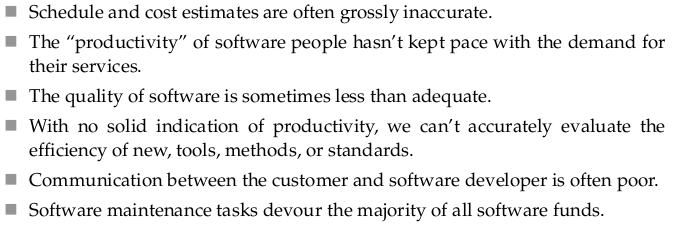 ■ Schedule and cost estimates are often grossly inaccurate.
■ The “productivity” of software people hasn’t kept pace with the demand for
their services.
■ The quality of software is sometimes less than adequate.
■ With no solid indication of productivity, we can’t accurately evaluate the
efficiency of new, tools, methods, or standards.
■ Communication between the customer and software developer is often poor.
■ Software maintenance tasks devour the majority of all software funds.